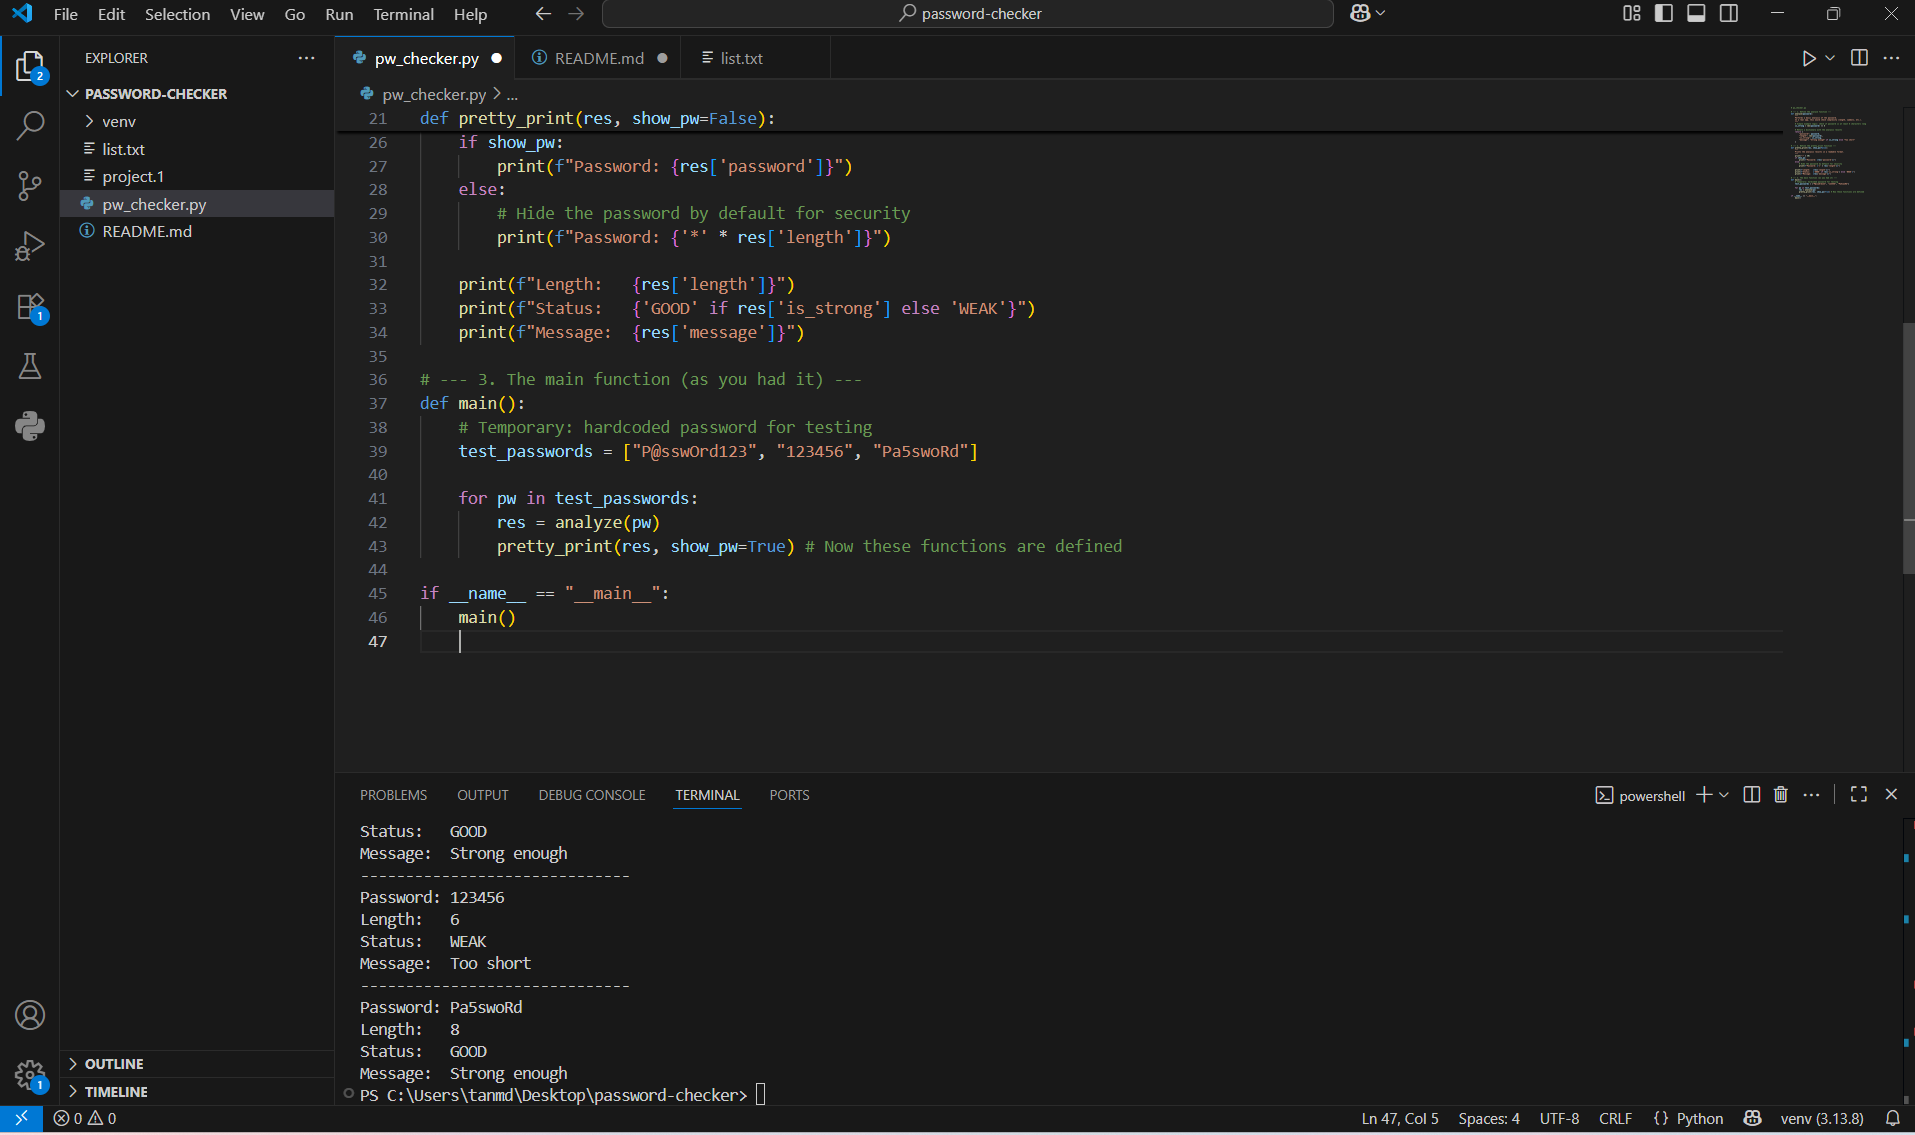 File Edit Selection View Go Run Terminal Help
password-checker
EXPLORER
2
PASSWORD-CHECKER
venv
list.txt
project.1
pw_checker.py
README.md
1
OUTLINE
TIMELINE
1
pw_checker.py README.md list.txt
pw_checker.py > ...
21 def pretty_print(res, show_pw=False):
26     if show_pw:
27         print(f"Password: {res['password']}")
28     else:
29         # Hide the password by default for security
30         print(f"Password: {'*' * res['length']}")
31
32     print(f"Length:   {res['length']}")
33     print(f"Status:   {'GOOD' if res['is_strong'] else 'WEAK'}")
34     print(f"Message:  {res['message']}")
35
36 # --- 3. The main function (as you had it) ---
37 def main():
38     # Temporary: hardcoded password for testing
39     test_passwords = ["P@sswOrd123", "123456", "Pa5swoRd"]
40
41     for pw in test_passwords:
42         res = analyze(pw)
43         pretty_print(res, show_pw=True) # Now these functions are defined
44
45 if __name__ == "__main__":
46     main()
47
PROBLEMS OUTPUT DEBUG CONSOLE TERMINAL PORTS
powershell
Status:   GOOD
Message:  Strong enough
------------------------------
Password: 123456
Length:   6
Status:   WEAK
Message:  Too short
------------------------------
Password: Pa5swoRd
Length:   8
Status:   GOOD
Message:  Strong enough
PS C:\Users\tanmd\Desktop\password-checker>
0 0
Ln 47, Col 5 Spaces: 4 UTF-8 CRLF {} Python venv (3.13.8)